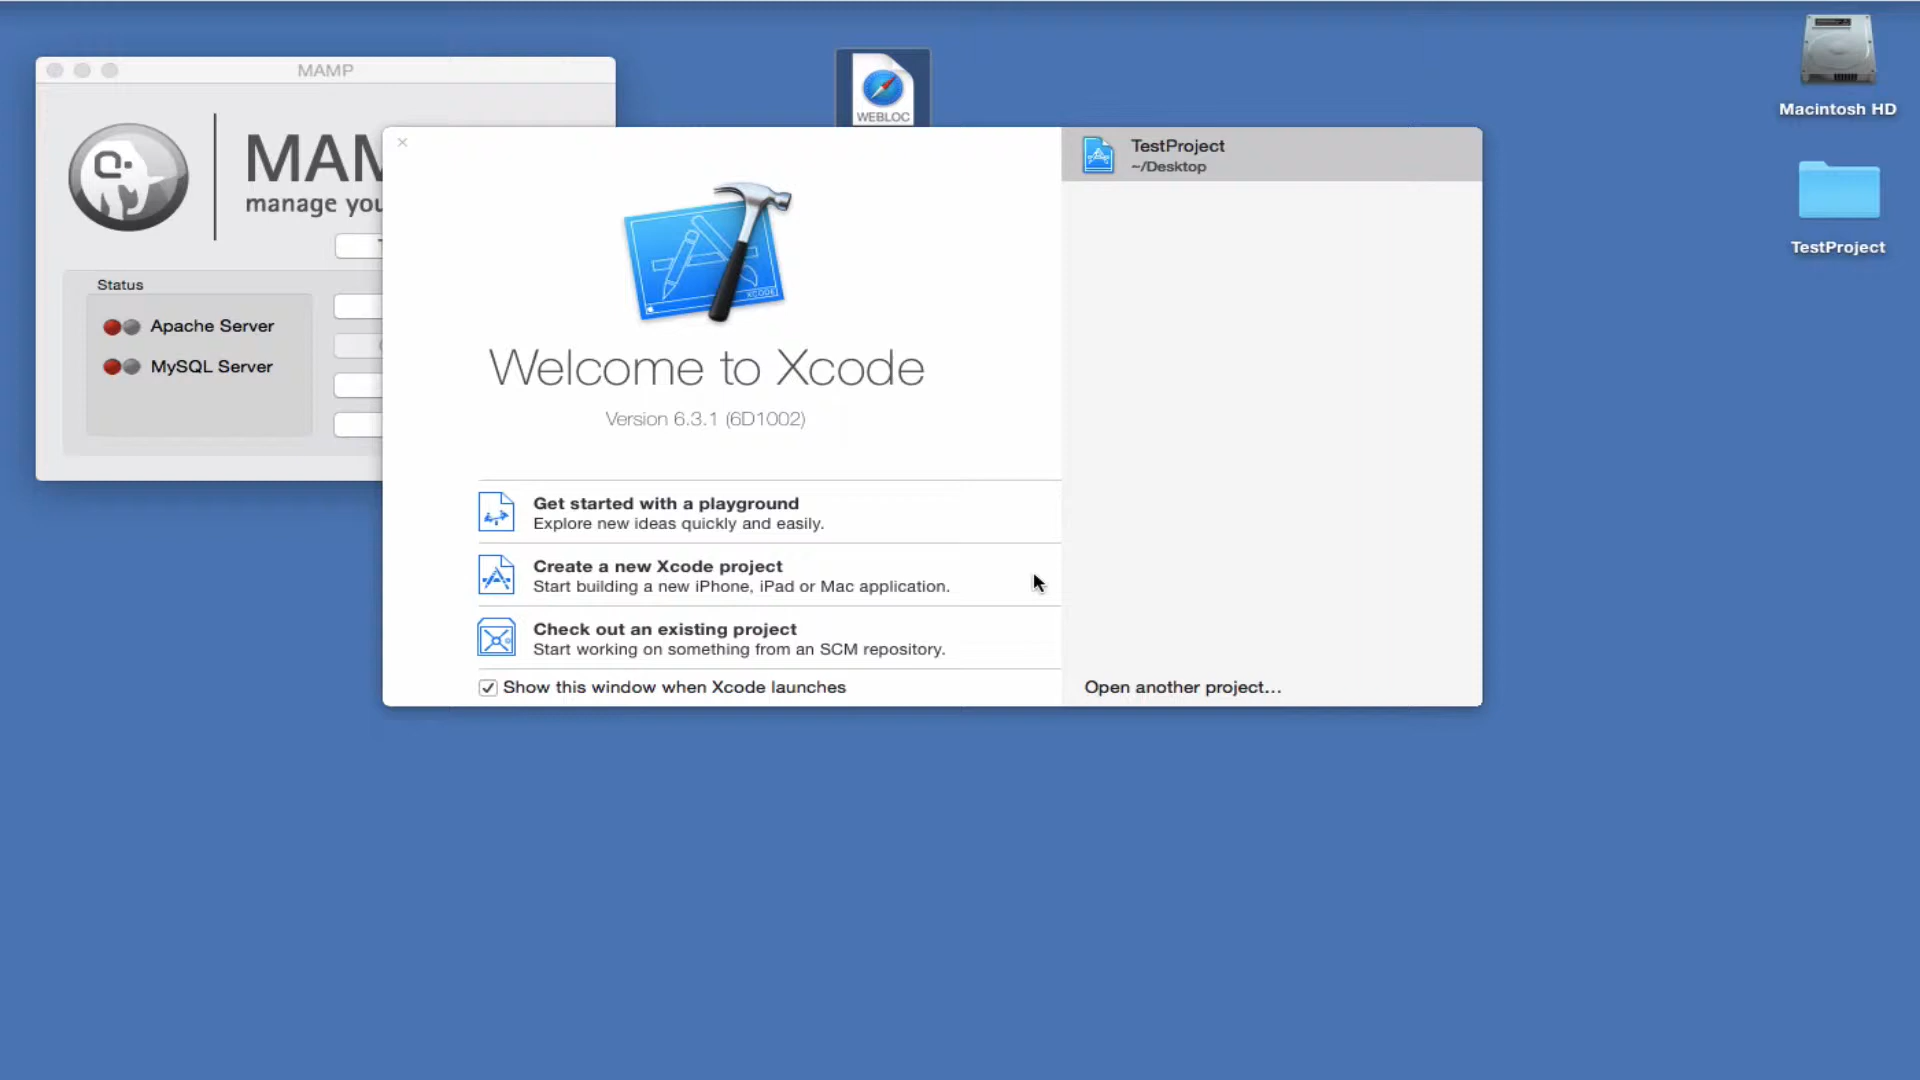 MAMP
MAM
manage you
Status
Apache Server
MySQL Server
WEBLOC
XCODE
Welcome to Xcode
Version 6.3.1 (6D1002)
Get started with a playground
Explore new ideas quickly and easily.
Create a new Xcode project
Start building a new iPhone, iPad or Mac application.
Check out an existing project
Start working on something from an SCM repository.
Show this window when Xcode launches
TestProject
~/Desktop
Open another project...
Macintosh HD
TestProject